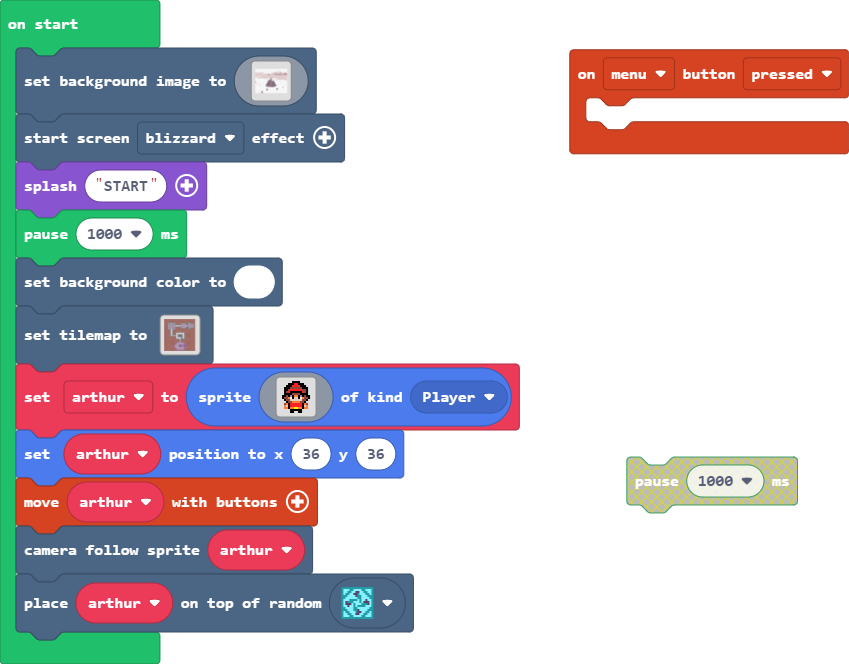 on start
set background image to
start screen blizzard effect
splash "START"
pause 1000 ms
set background color to
set tilemap to
set arthur to sprite of kind Player
set arthur position to x 36 y 36
move arthur with buttons
camera follow sprite arthur
place arthur on top of random
on menu button pressed
pause 1000 ms